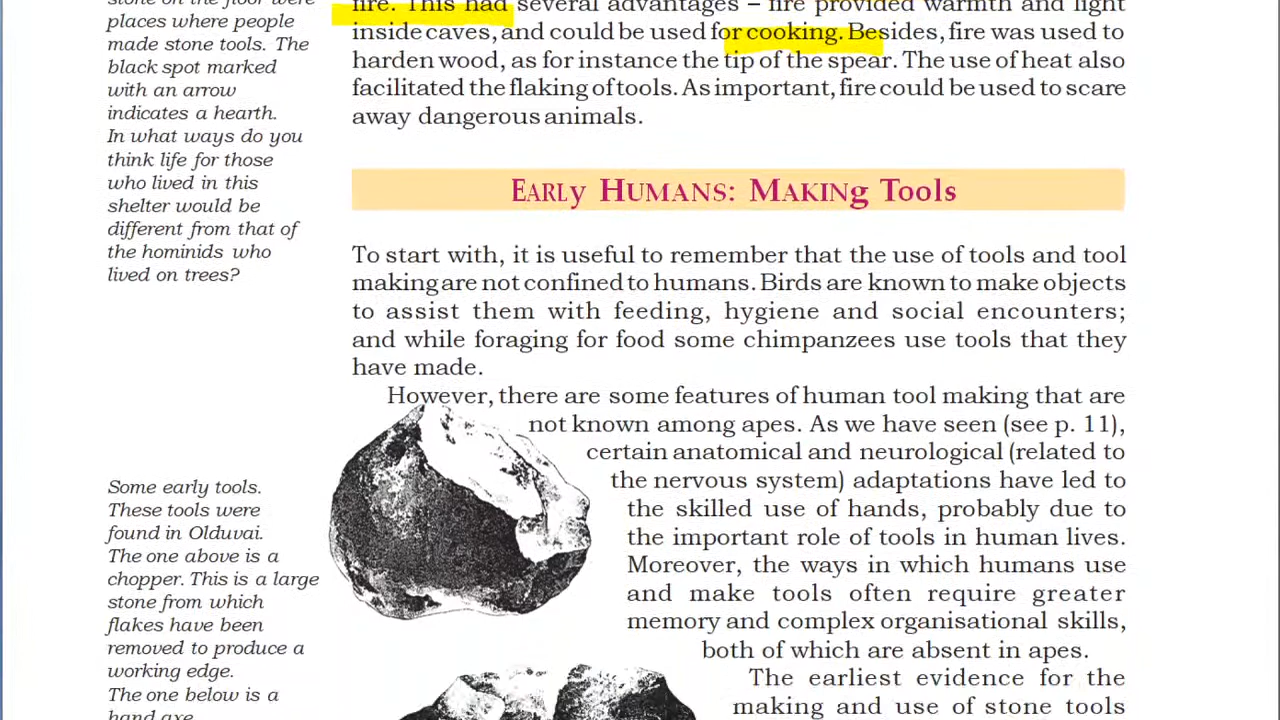 stone on the floor were
places where people
made stone tools. The
black spot marked
with an arrow
indicates a hearth.
In what ways do you
think life for those
who lived in this
shelter would be
different from that of
the hominids who
lived on trees?
fire. This had several advantages – fire provided warmth and light
inside caves, and could be used for cooking. Besides, fire was used to
harden wood, as for instance the tip of the spear. The use of heat also
facilitated the flaking of tools. As important, fire could be used to scare
away dangerous animals.
EARLY HUMANS: MAKING TOOLS
To start with, it is useful to remember that the use of tools and tool
making are not confined to humans. Birds are known to make objects
to assist them with feeding, hygiene and social encounters;
and while foraging for food some chimpanzees use tools that they
have made.
However, there are some features of human tool making that are
not known among apes. As we have seen (see p. 11),
certain anatomical and neurological (related to
the nervous system) adaptations have led to
the skilled use of hands, probably due to
the important role of tools in human lives.
Moreover, the ways in which humans use
and make tools often require greater
memory and complex organisational skills,
both of which are absent in apes.
The earliest evidence for the
making and use of stone tools
Some early tools.
These tools were
found in Olduvai.
The one above is a
chopper. This is a large
stone from which
flakes have been
removed to produce a
working edge.
The one below is a
hand axe.